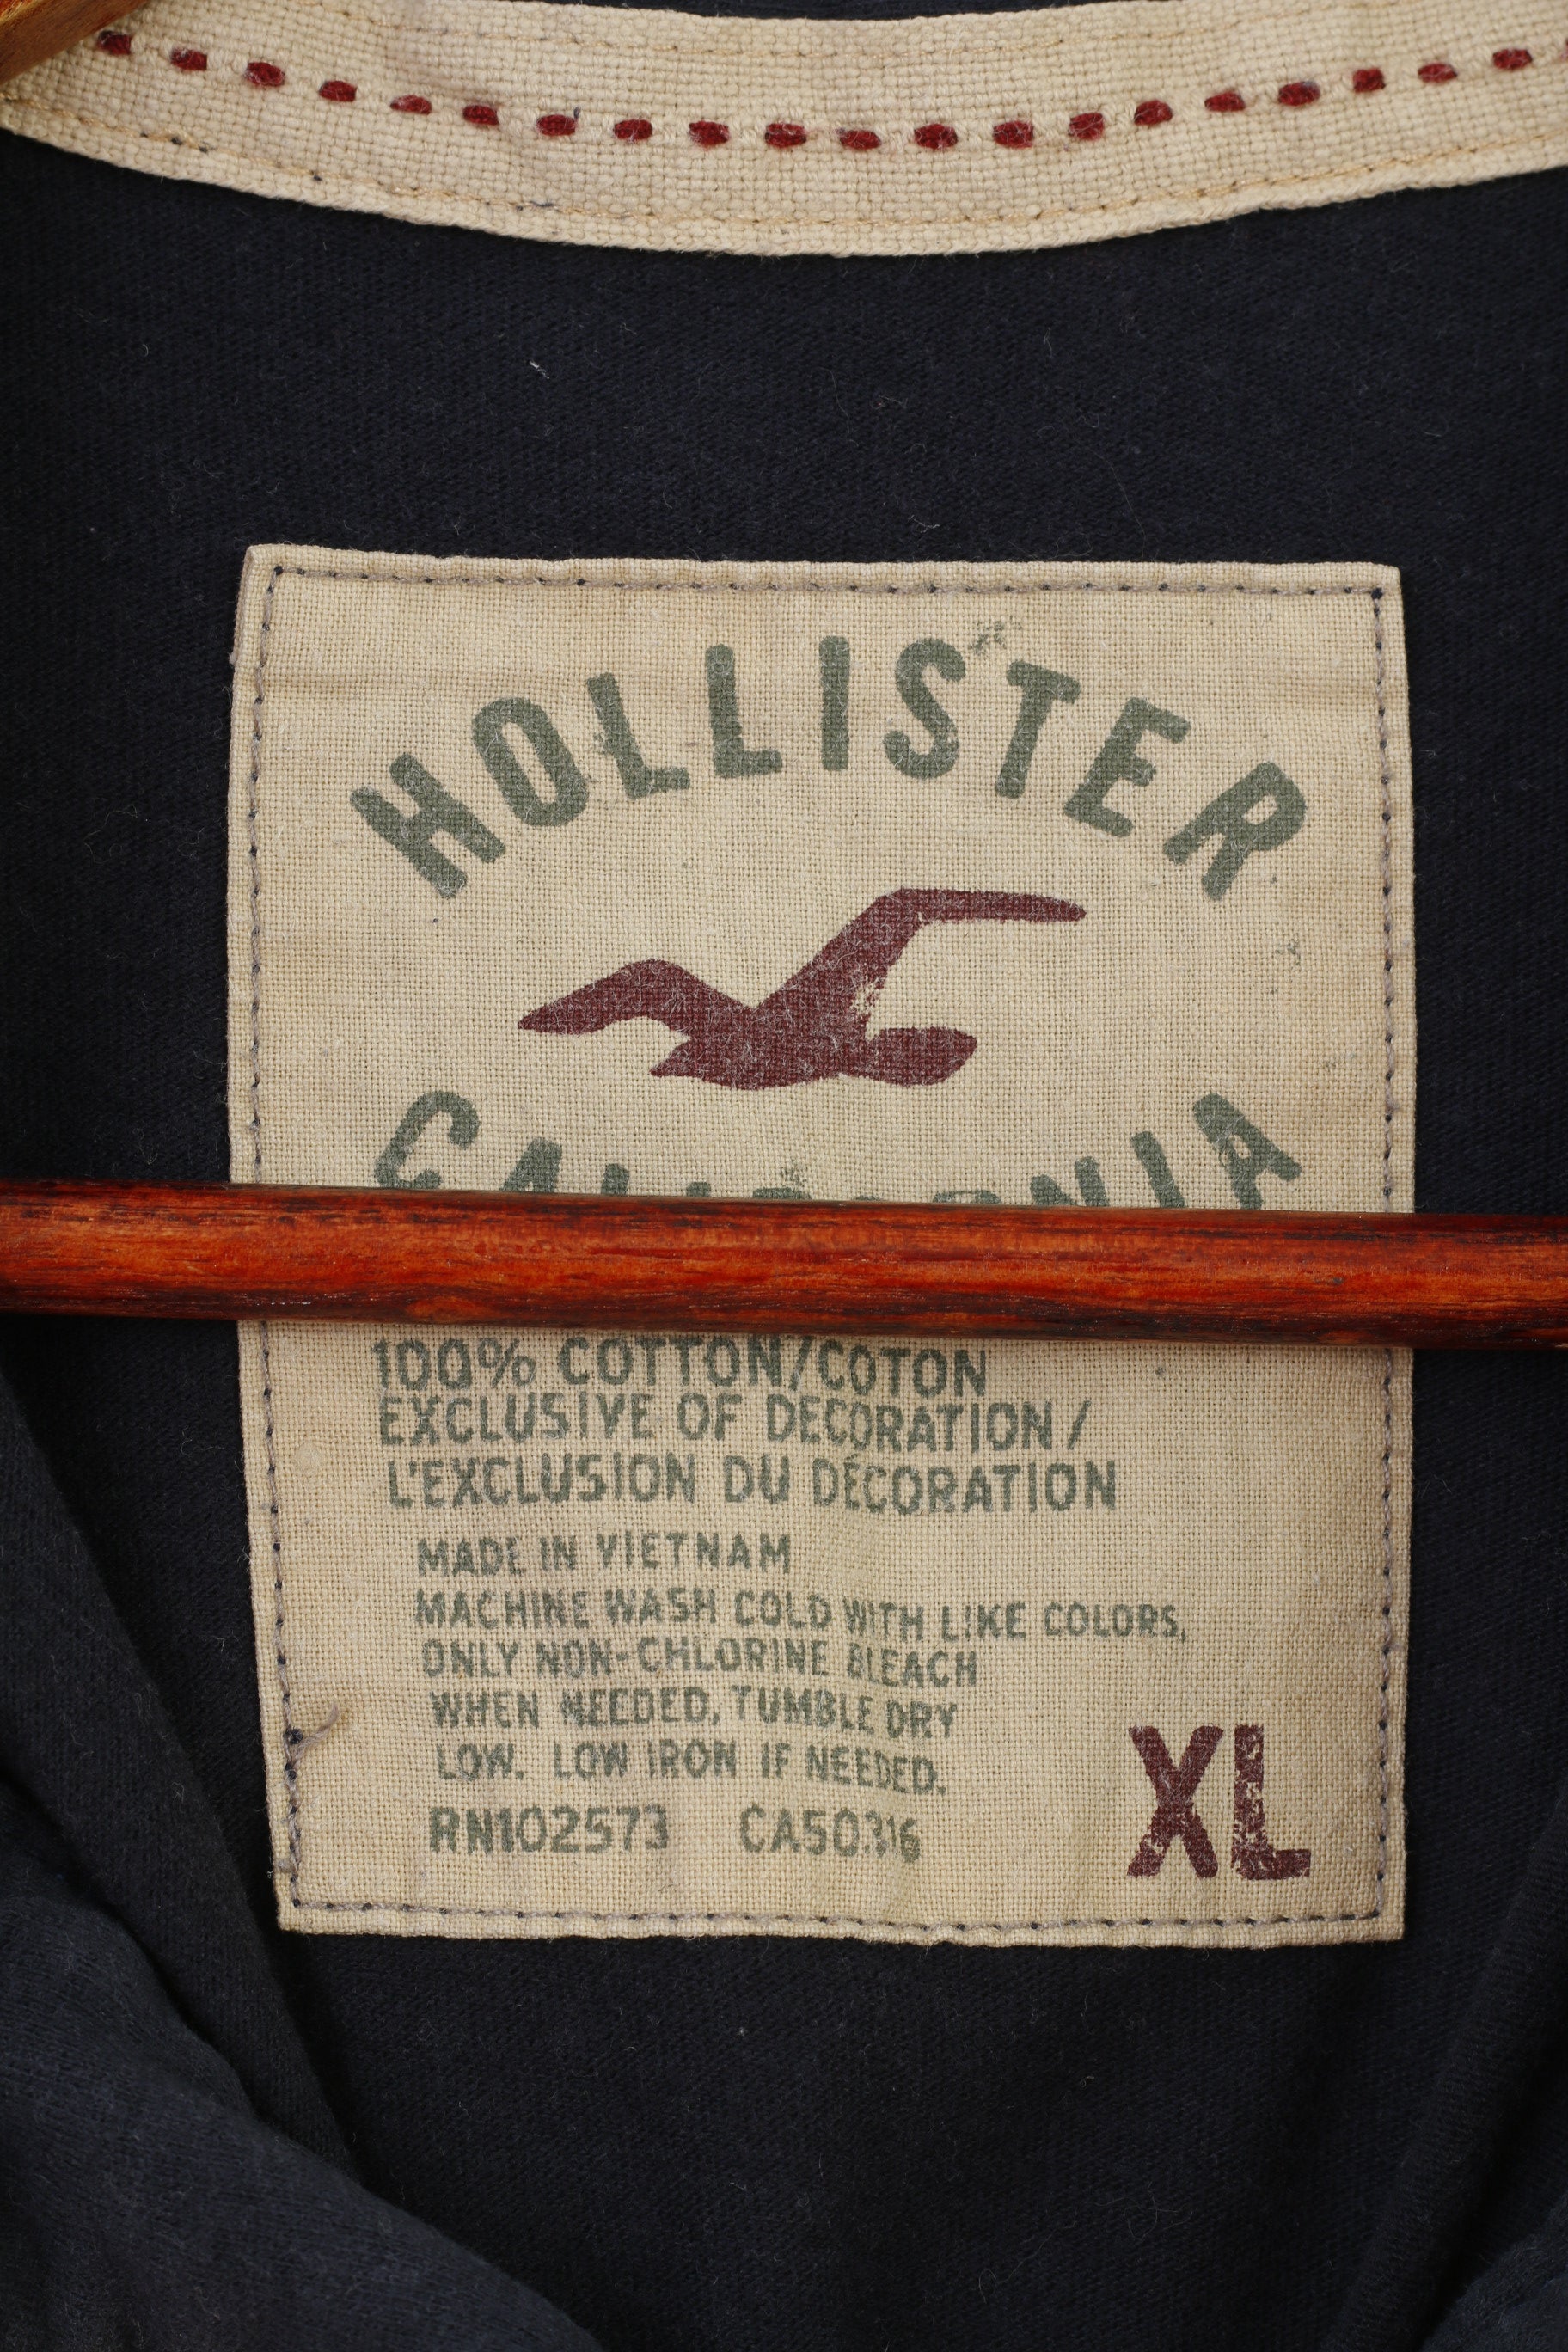 HOLLISTER
CALIFORNIA
100% COTTON/COTON
EXCLUSIVE OF DECORATION/
L'EXCLUSION DU DÉCORATION
MADE IN VIETNAM
MACHINE WASH COLD WITH LIKE COLORS,
ONLY NON-CHLORINE BLEACH
WHEN NEEDED, TUMBLE DRY
LOW. LOW IRON IF NEEDED.
RN102573 CA50316
XL